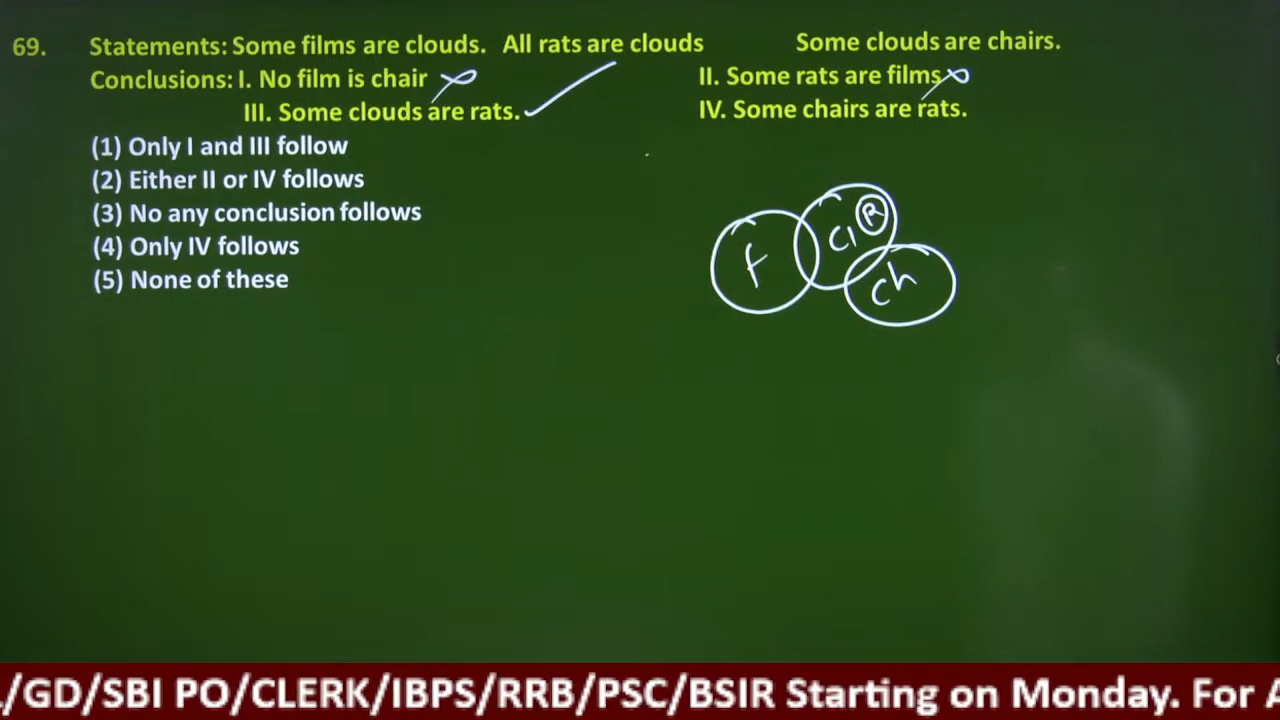 69. Statements: Some films are clouds. All rats are clouds Some clouds are chairs.
Conclusions: I. No film is chair II. Some rats are films
III. Some clouds are rats. IV. Some chairs are rats.
(1) Only I and III follow
(2) Either II or IV follows
(3) No any conclusion follows
(4) Only IV follows
(5) None of these
f Cl R
ch
/GD/SBI PO/CLERK/IBPS/RRB/PSC/BSIR Starting on Monday. For